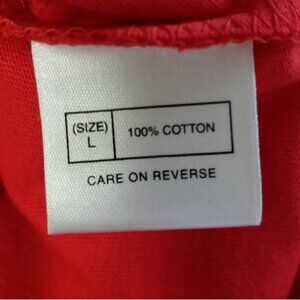 (SIZE)
L
100% COTTON
CARE ON REVERSE